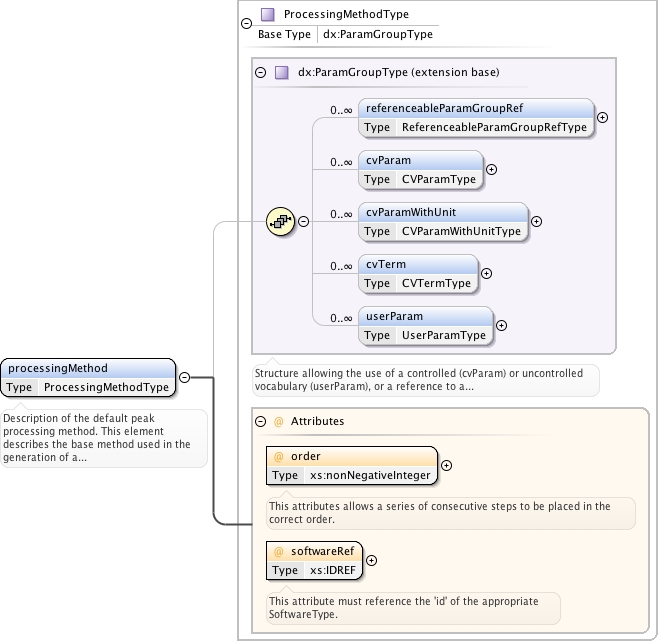 ProcessingMethodType
Base Type dx:ParamGroupType
dx:ParamGroupType (extension base)
0..∞
referenceableParamGroupRef
Type ReferenceableParamGroupRefType
0..∞
cvParam
Type CVParamType
0..∞
cvParamWithUnit
Type CVParamWithUnitType
0..∞
cvTerm
Type CVTermType
0..∞
userParam
Type UserParamType
Structure allowing the use of a controlled (cvParam) or uncontrolled
vocabulary (userParam), or a reference to a...
processingMethod
Type ProcessingMethodType
Description of the default peak
processing method. This element
describes the base method used in the
generation of a...
@ Attributes
@ order
Type xs:nonNegativeInteger
This attributes allows a series of consecutive steps to be placed in the
correct order.
@ softwareRef
Type xs:IDREF
This attribute must reference the 'id' of the appropriate
SoftwareType.